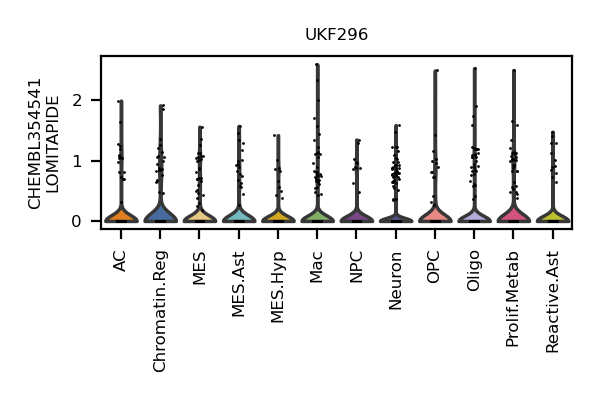 UKF296
CHEMBL354541
LOMITAPIDE
2
1
0
AC
Chromatin.Reg
MES
MES.Ast
MES.Hyp
Mac
NPC
Neuron
OPC
Oligo
Prolif.Metab
Reactive.Ast